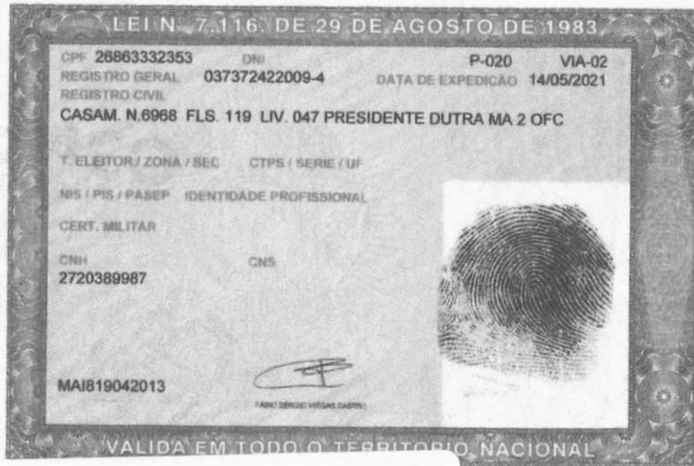 LEI N. 7.116, DE 29 DE AGOSTO DE 1983
CPF 26863332353 DNI P-020 VIA-02
REGISTRO GERAL 037372422009-4 DATA DE EXPEDIÇÃO 14/05/2021
REGISTRO CIVIL
CASAM. N.6968 FLS. 119 LIV. 047 PRESIDENTE DUTRA MA 2 OFC
T. ELEITOR / ZONA / SEC CTPS / SERIE / UF
NIS / PIS / PASEP IDENTIDADE PROFISSIONAL
CERT. MILITAR
CNH CNS
2720389987
MAI819042013
VALIDA EM TODO O TERRITORIO NACIONAL